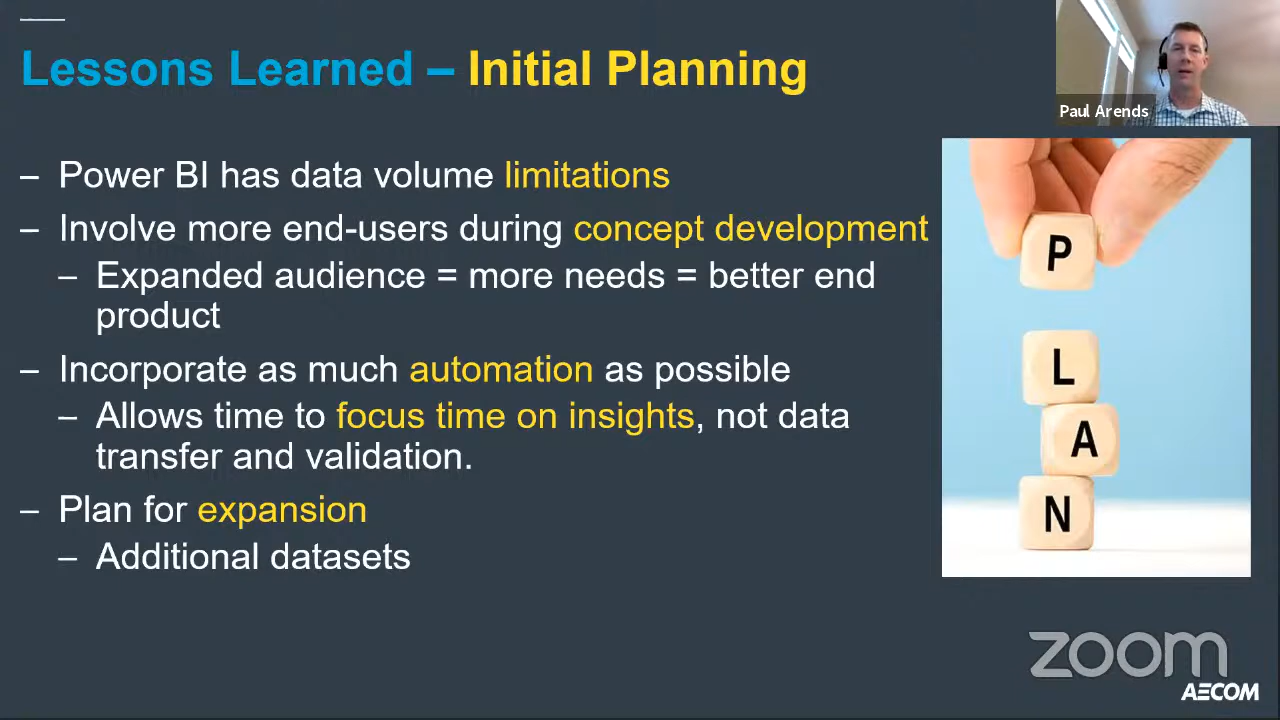 Lessons Learned – Initial Planning
Paul Arends
– Power BI has data volume limitations
– Involve more end-users during concept development
– Expanded audience = more needs = better end
product
– Incorporate as much automation as possible
– Allows time to focus time on insights, not data
transfer and validation.
– Plan for expansion
– Additional datasets
P
L
A
N
zoom
AECOM